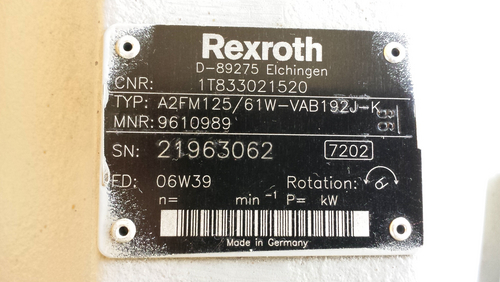 Rexroth
D-89275 Elchingen
CNR: 1T833021520
TYP: A2FM125/61W-VAB192J-K
MNR: 9610989
SN: 21963062 7202
FD: 06W39 Rotation:
n= min⁻¹ P= kW
Made in Germany